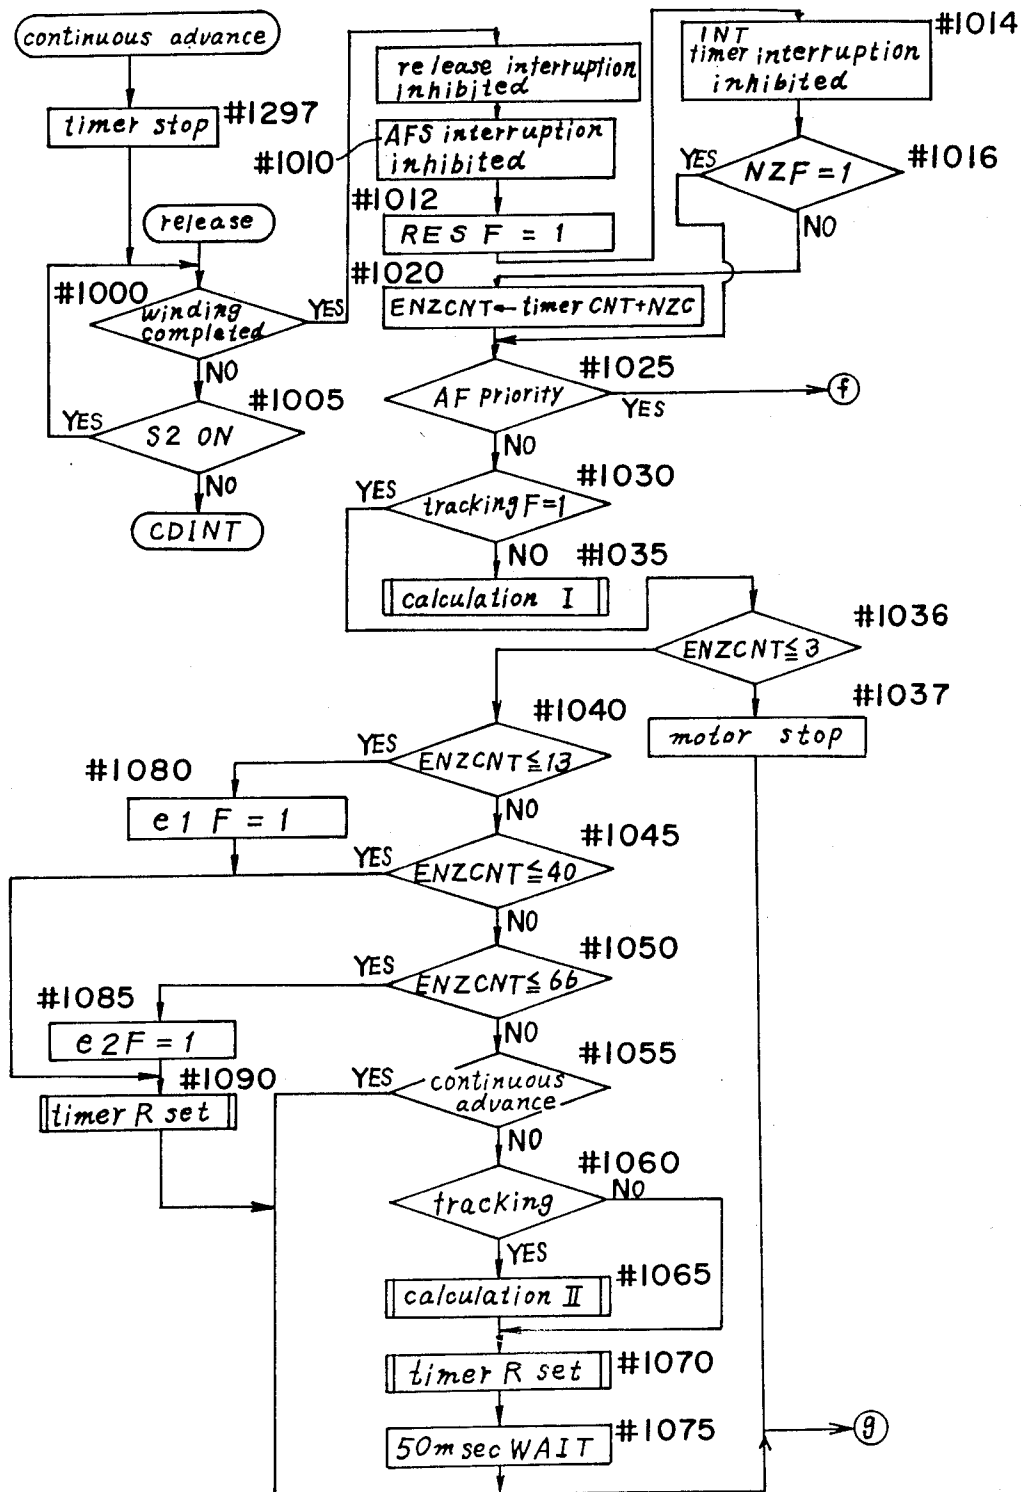 continuous advance
timer stop
#1297
release
#1000
winding
completed
YES
NO
#1005
YES
S2 ON
NO
CDINT
release interruption
inhibited
#1010
AFS interruption
inhibited
#1012
RES F = 1
INT
timer interruption
inhibited
#1014
YES
NZF = 1
#1016
NO
#1020
ENZCNT ← timer CNT+NZC
#1025
AF priority
YES
f
NO
#1030
YES
tracking F=1
NO
#1035
calculation I
#1036
ENZCNT≦3
#1037
motor stop
#1040
YES
ENZCNT≦13
#1080
e1 F = 1
NO
#1045
YES
ENZCNT≦40
NO
#1050
YES
ENZCNT≦66
#1085
e2F = 1
NO
#1055
#1090
YES
continuous
advance
timer R set
NO
#1060
tracking
NO
YES
#1065
calculation II
#1070
timer R set
#1075
50msec WAIT
g